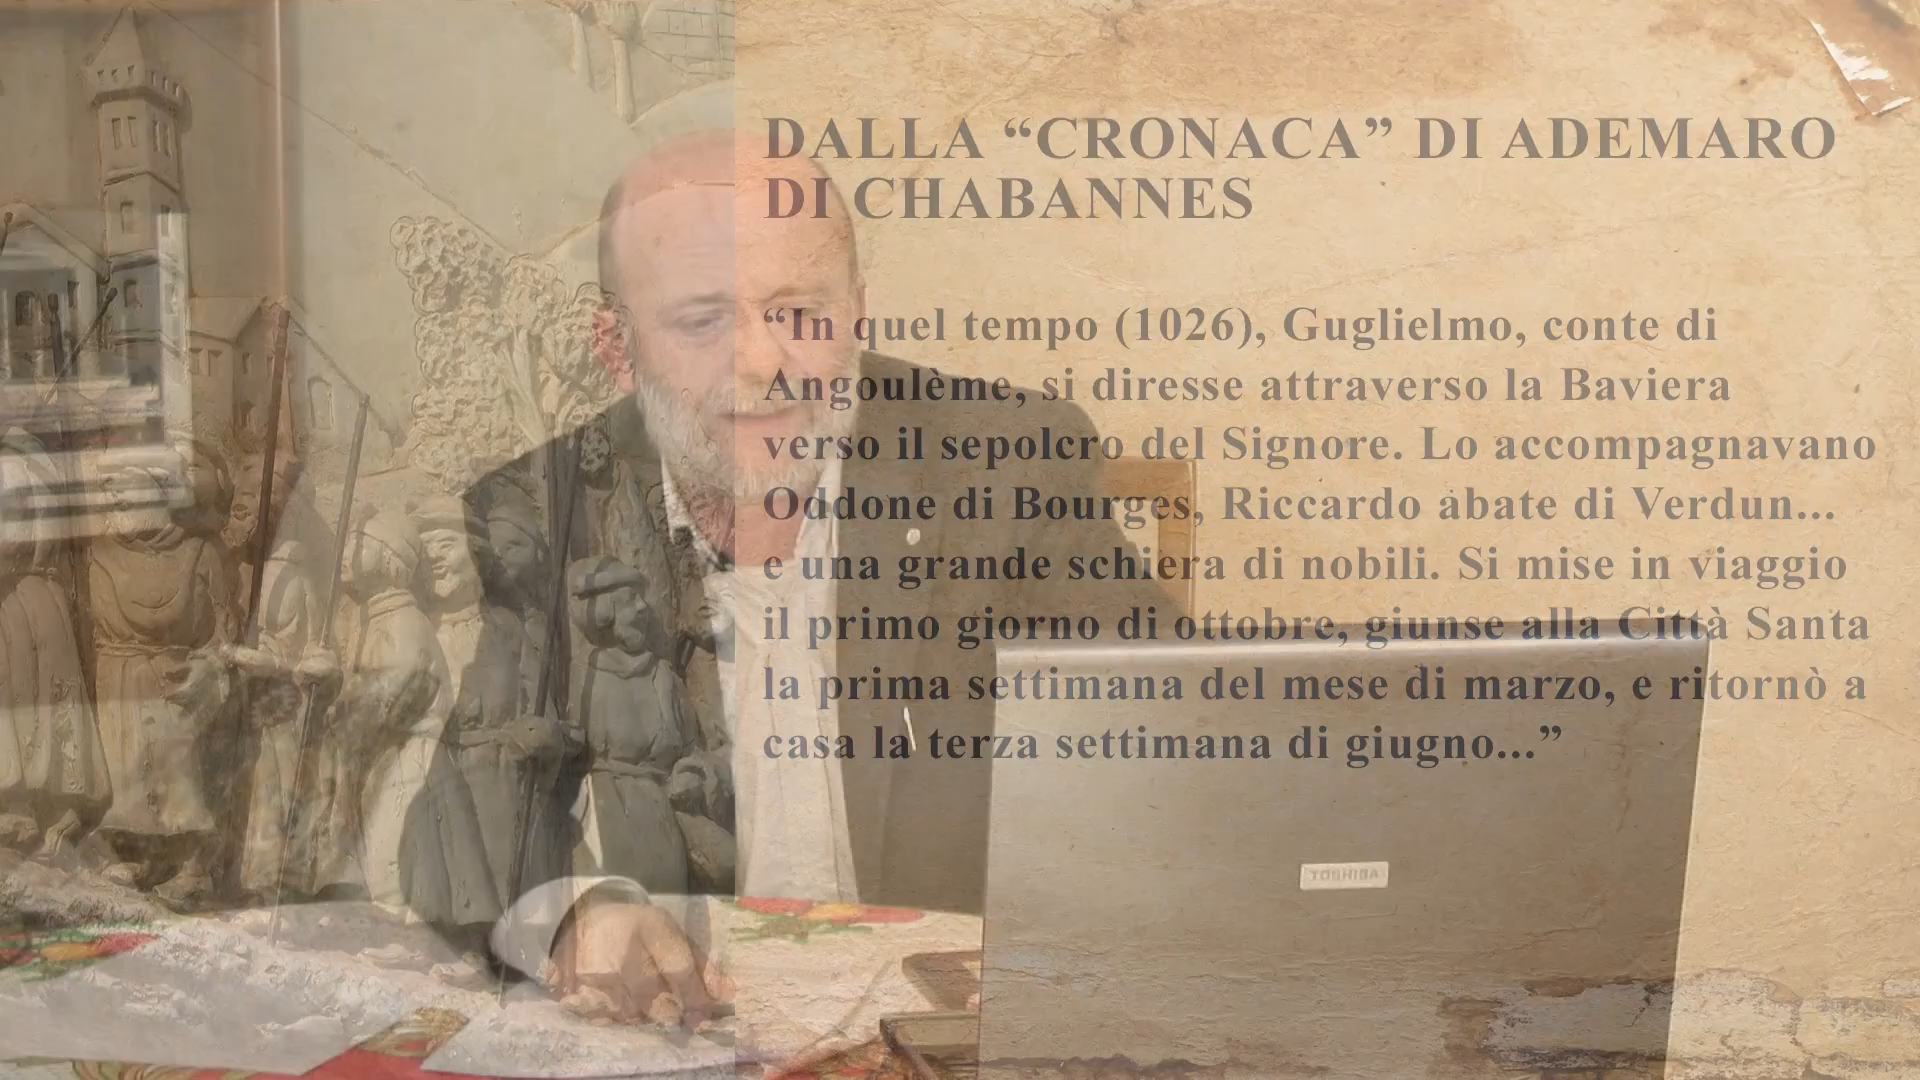 DALLA “CRONACA” DI ADEMARO
DI CHABANNES
“In quel tempo (1026), Guglielmo, conte di
Angoulème, si diresse attraverso la Baviera
verso il sepolcro del Signore. Lo accompagnavano
Oddone di Bourges, Riccardo abate di Verdun...
e una grande schiera di nobili. Si mise in viaggio
il primo giorno di ottobre, giunse alla Città Santa
la prima settimana del mese di marzo, e ritornò a
casa la terza settimana di giugno...”
TOSHIBA